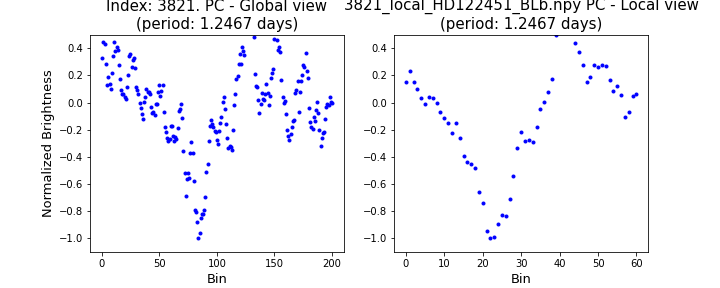 Index: 3821. PC - Global view
(period: 1.2467 days)
3821_local_HD122451_BLb.npy PC - Local view
(period: 1.2467 days)
Normalized Brightness
0.4
0.2
0.0
−0.2
−0.4
−0.6
−0.8
−1.0
0 50 100 150 200
Bin
0.4
0.2
0.0
−0.2
−0.4
−0.6
−0.8
−1.0
0 10 20 30 40 50 60
Bin